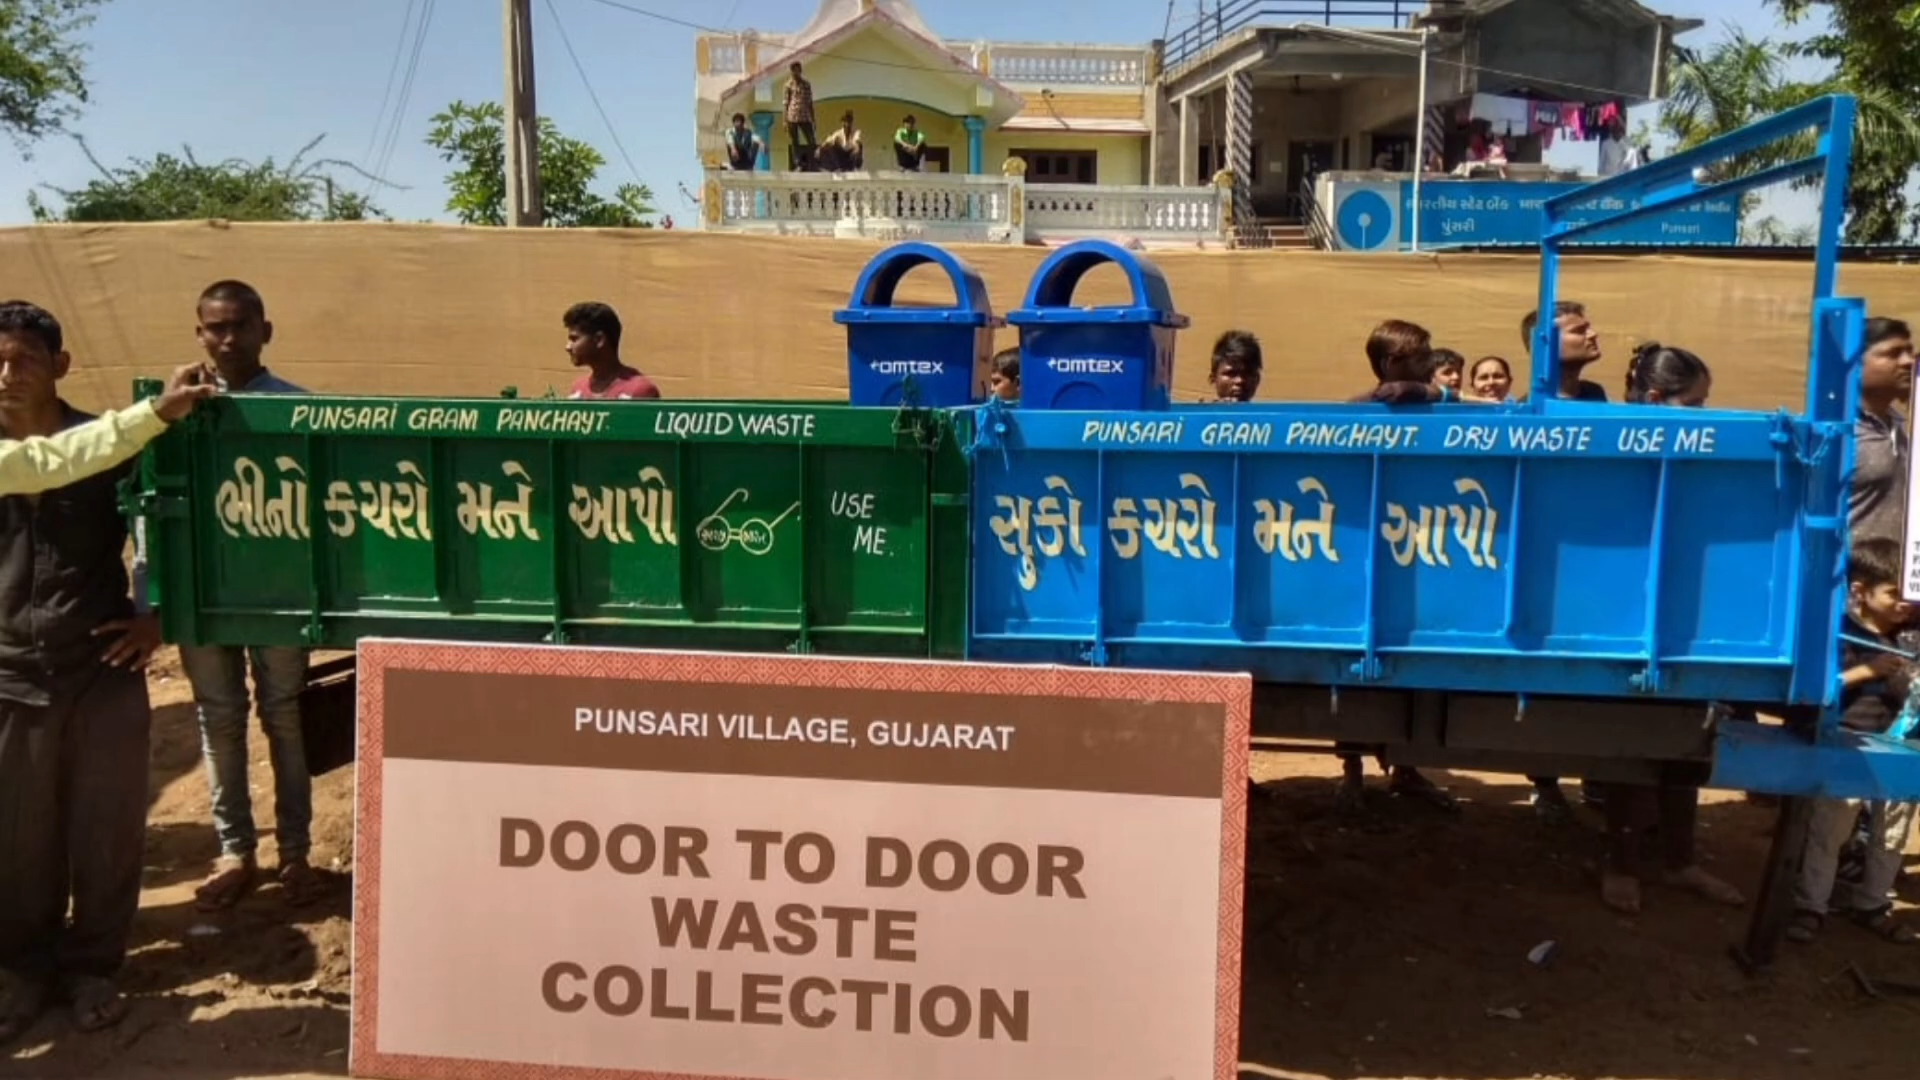 भारतीय स्टेट बैंक
પુંસરી
Punsari
omtex
omtex
PUNSARI GRAM PANCHAYT. LIQUID WASTE
ભીનો કચરો મને આપો
USE
ME.
PUNSARI GRAM PANCHAYT. DRY WASTE USE ME
સુકો કચરો મને આપો
PUNSARI VILLAGE, GUJARAT
DOOR TO DOOR
WASTE
COLLECTION